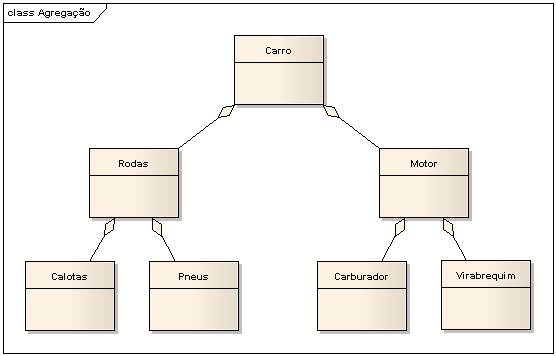 class Agregação
Carro
Rodas
Motor
Calotas
Pneus
Carburador
Virabrequim